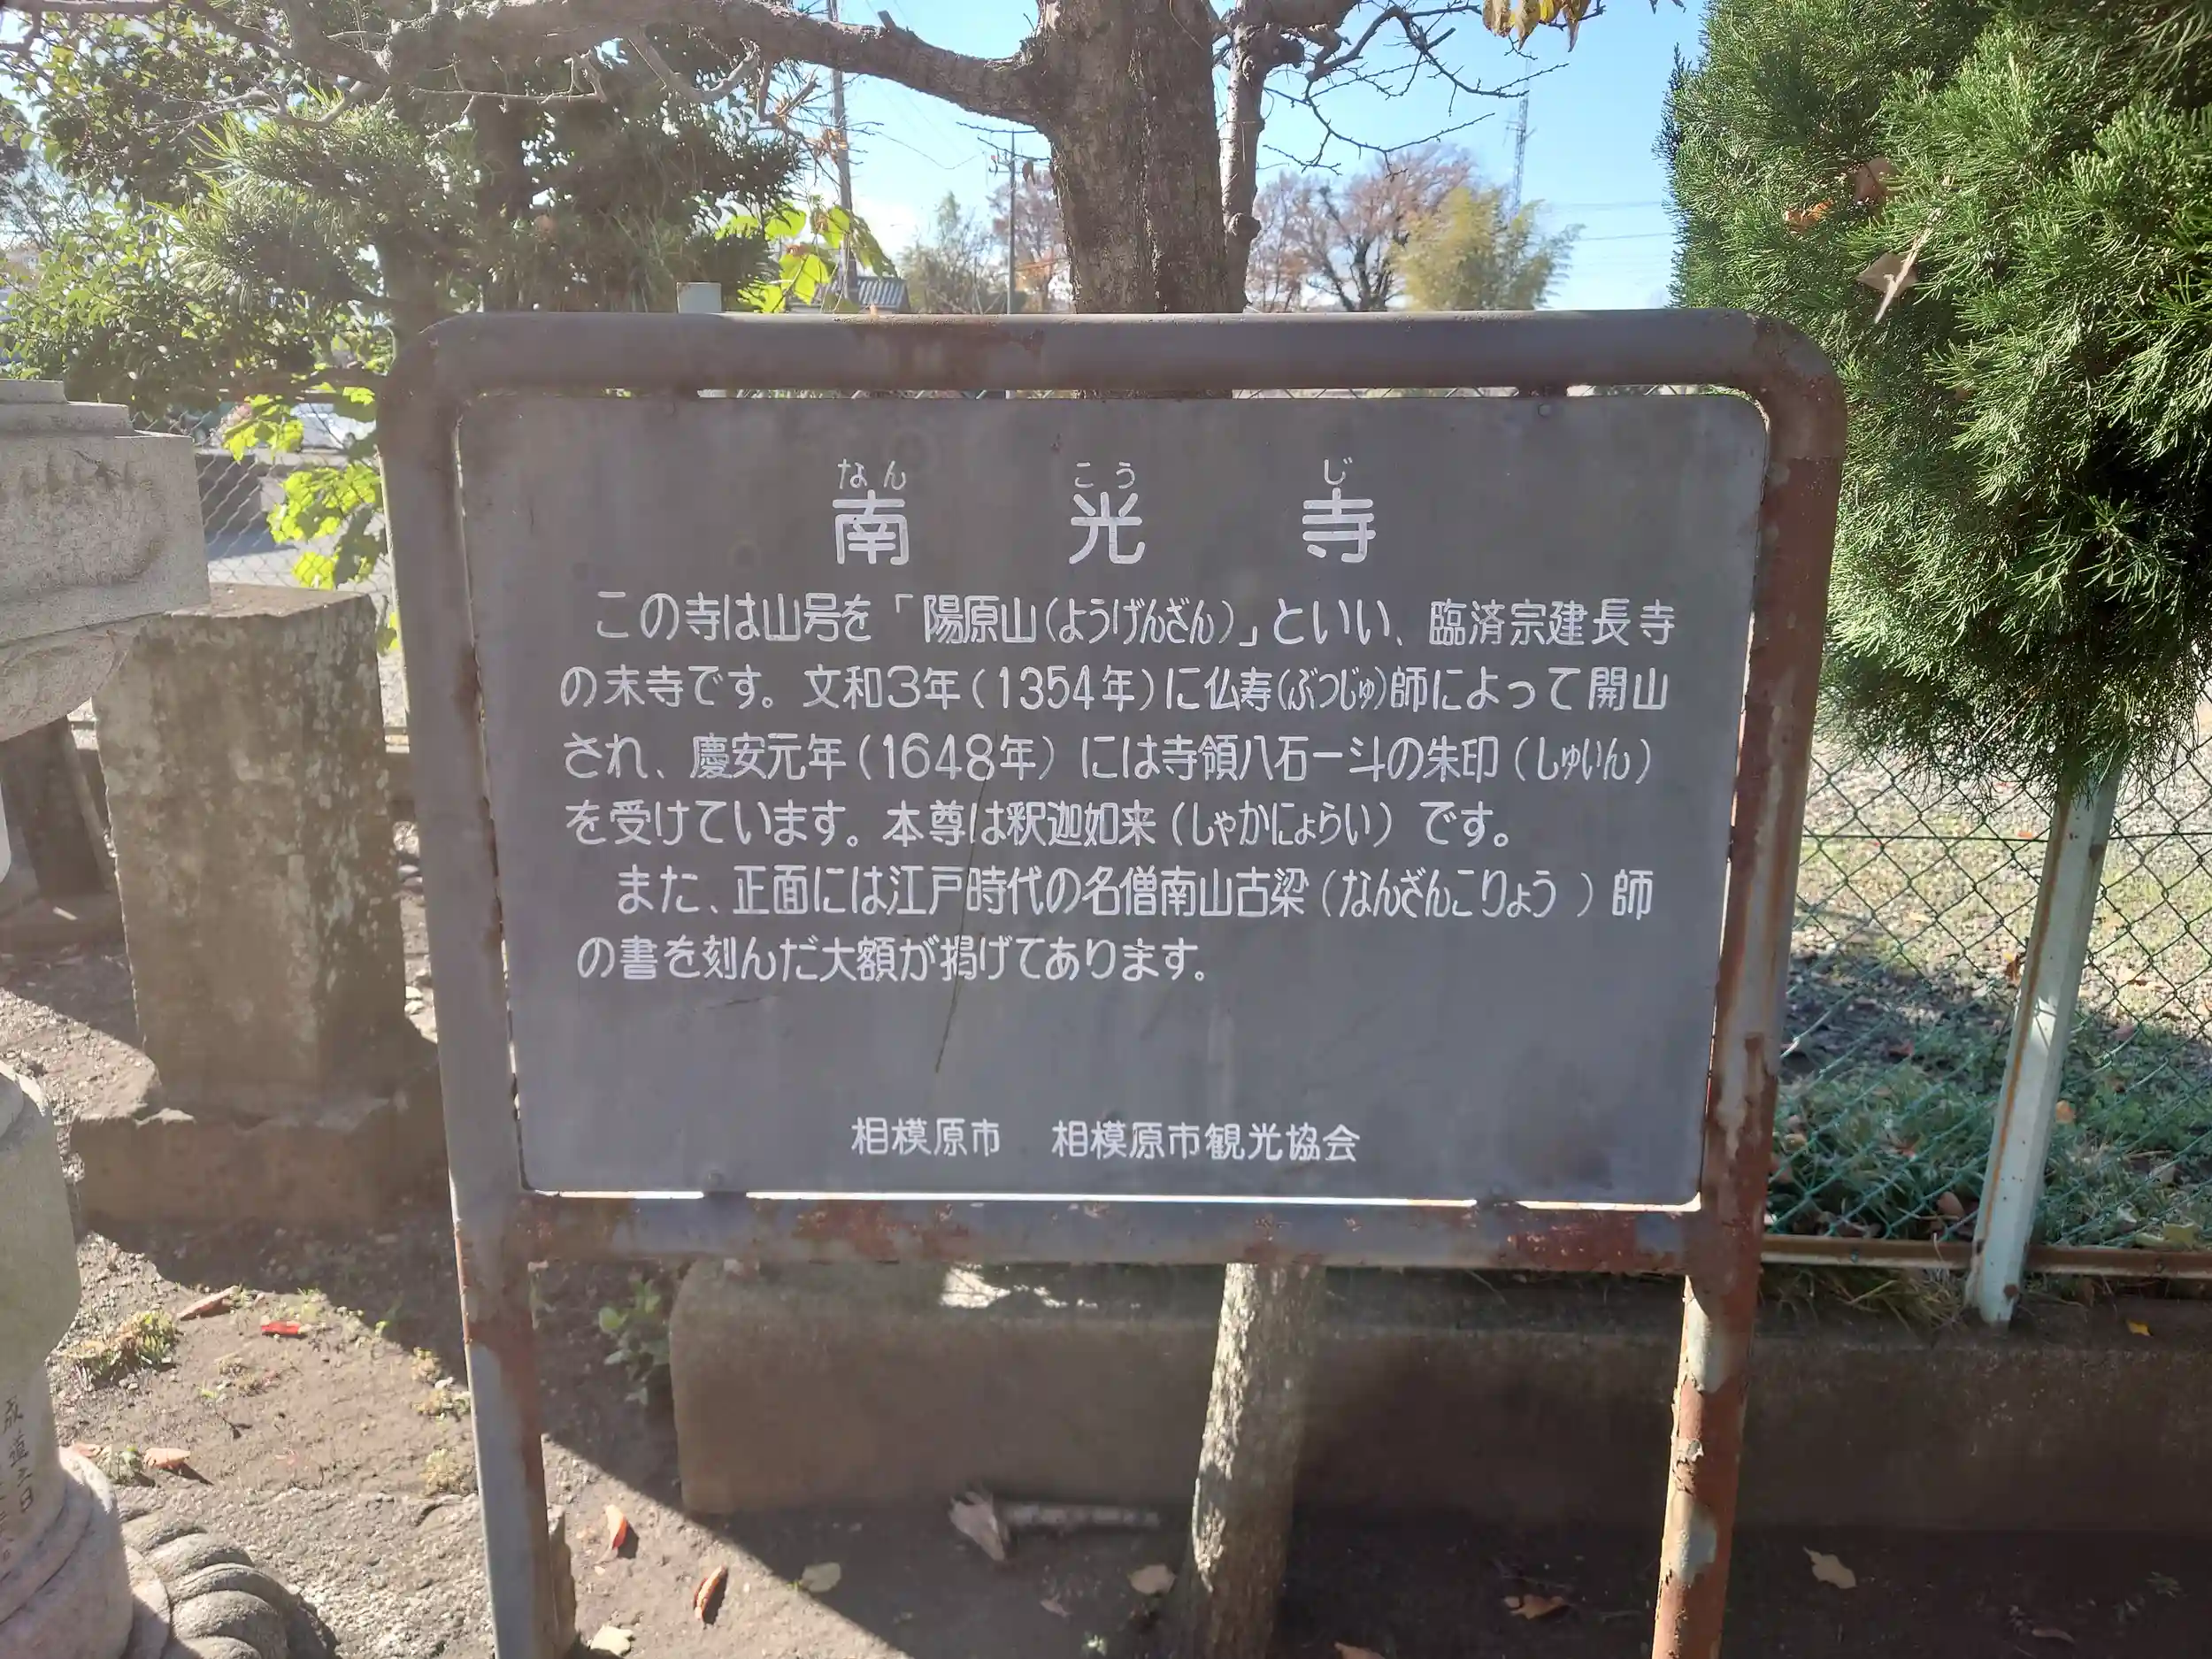 なん こう じ
南光寺
この寺は山号を「陽原山(ようげんざん)」といい、臨済宗建長寺
の末寺です。文和3年(1354年)に仏寿(ぶつじゅ)師によって開山
され、慶安元年(1648年)には寺領八石一斗の朱印(しゅいん)
を受けています。本尊は釈迦如来(しゃかにょらい)です。
また、正面には江戸時代の名僧南山古梁(なんざんこりょう)師
の書を刻んだ大額が掲げてあります。
相模原市 相模原市観光協会